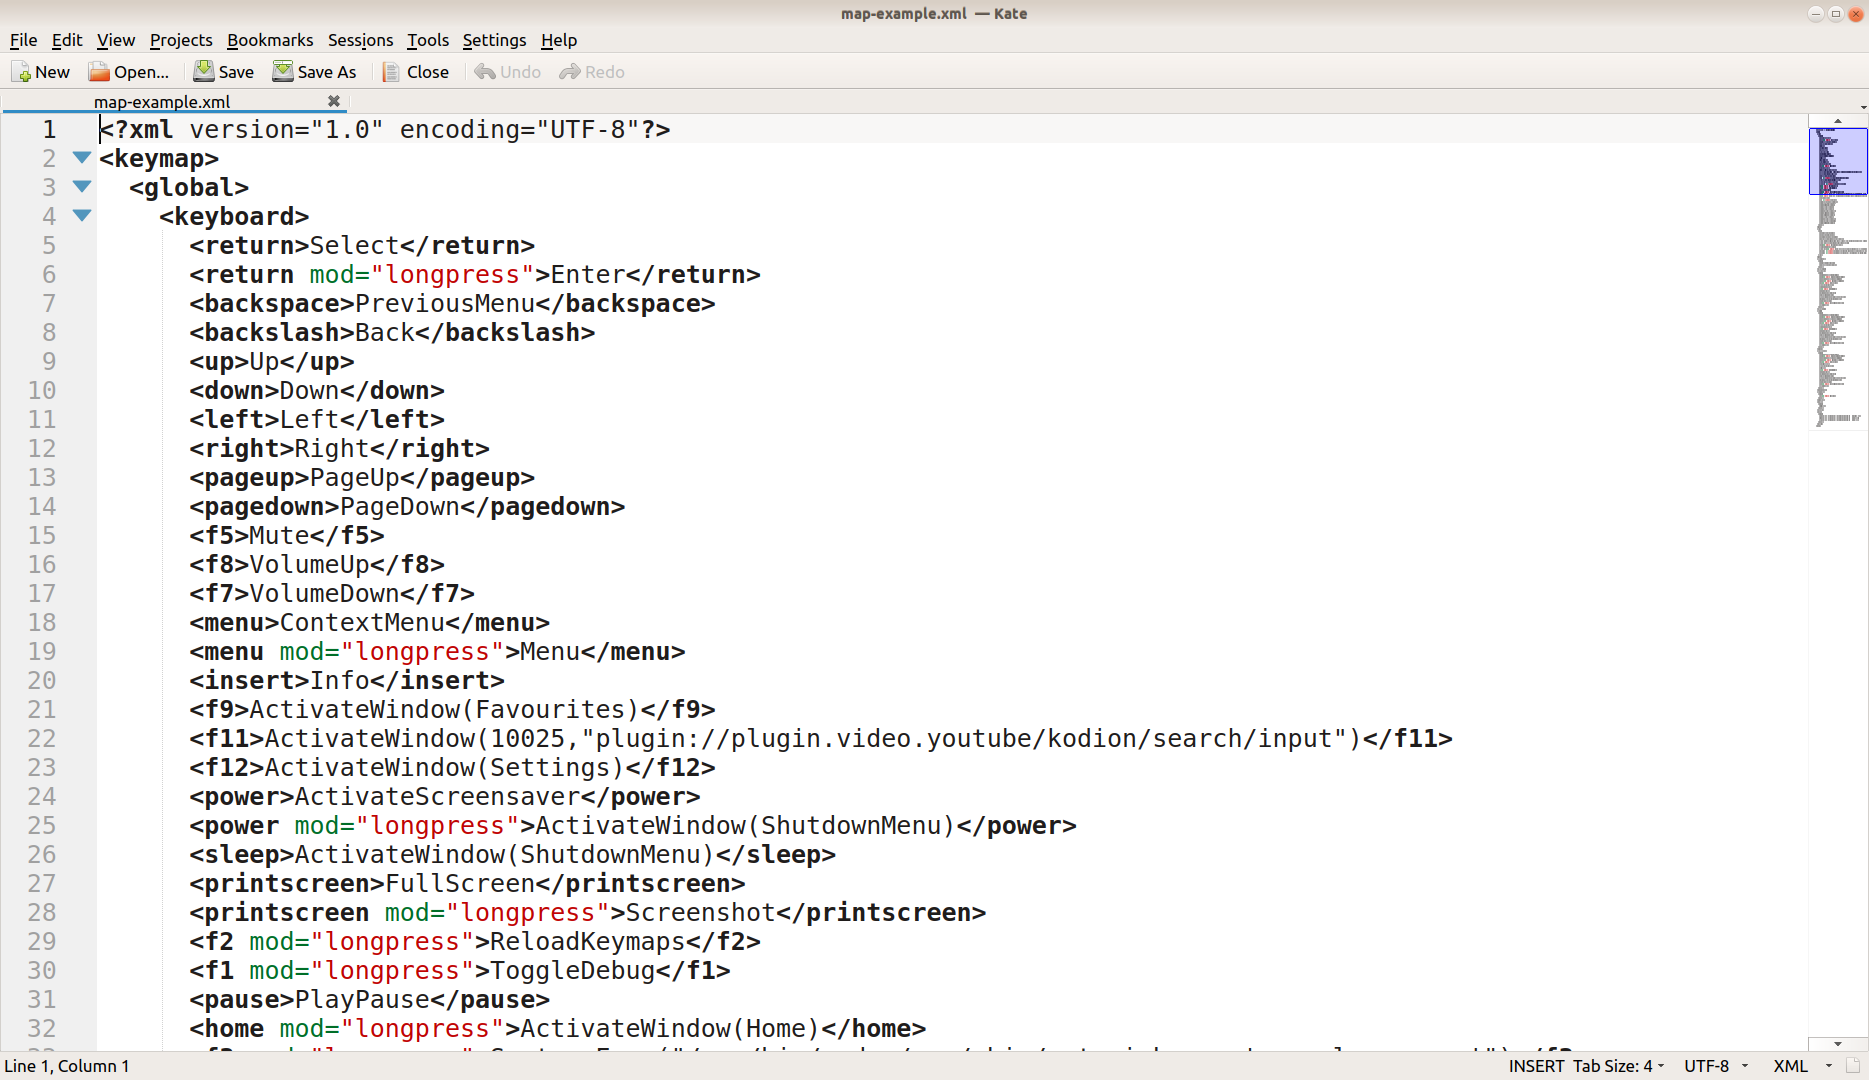 map-example.xml — Kate
File Edit View Projects Bookmarks Sessions Tools Settings Help
New Open... Save Save As Close Undo Redo
map-example.xml
1 <?xml version="1.0" encoding="UTF-8"?>
2 <keymap>
3 <global>
4 <keyboard>
5 <return>Select</return>
6 <return mod="longpress">Enter</return>
7 <backspace>PreviousMenu</backspace>
8 <backslash>Back</backslash>
9 <up>Up</up>
10 <down>Down</down>
11 <left>Left</left>
12 <right>Right</right>
13 <pageup>PageUp</pageup>
14 <pagedown>PageDown</pagedown>
15 <f5>Mute</f5>
16 <f8>VolumeUp</f8>
17 <f7>VolumeDown</f7>
18 <menu>ContextMenu</menu>
19 <menu mod="longpress">Menu</menu>
20 <insert>Info</insert>
21 <f9>ActivateWindow(Favourites)</f9>
22 <f11>ActivateWindow(10025,"plugin://plugin.video.youtube/kodion/search/input")</f11>
23 <f12>ActivateWindow(Settings)</f12>
24 <power>ActivateScreensaver</power>
25 <power mod="longpress">ActivateWindow(ShutdownMenu)</power>
26 <sleep>ActivateWindow(ShutdownMenu)</sleep>
27 <printscreen>FullScreen</printscreen>
28 <printscreen mod="longpress">Screenshot</printscreen>
29 <f2 mod="longpress">ReloadKeymaps</f2>
30 <f1 mod="longpress">ToggleDebug</f1>
31 <pause>PlayPause</pause>
32 <home mod="longpress">ActivateWindow(Home)</home>
Line 1, Column 1 INSERT Tab Size: 4 UTF-8 XML